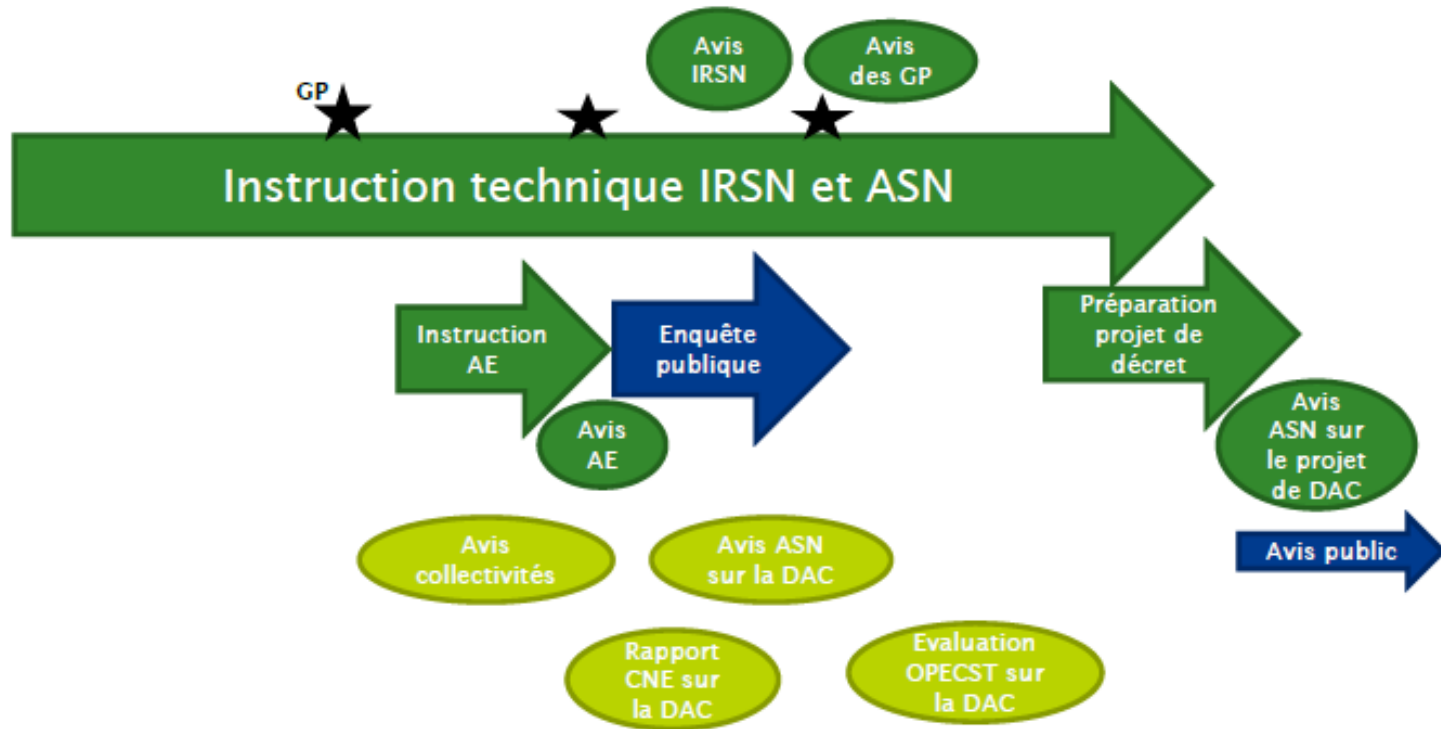 Avis
IRSN
Avis
des GP
GP
Instruction technique IRSN et ASN
Instruction
AE
Enquête
publique
Préparation
projet de
décret
Avis
AE
Avis
ASN sur
le projet
de DAC
Avis
collectivités
Avis ASN
sur la DAC
Avis public
Rapport
CNE sur
la DAC
Evaluation
OPECST sur
la DAC